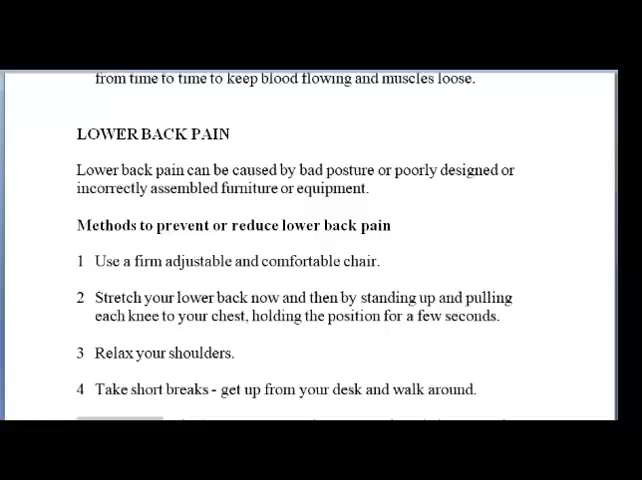 from time to time to keep blood flowing and muscles loose.
LOWER BACK PAIN
Lower back pain can be caused by bad posture or poorly designed or
incorrectly assembled furniture or equipment.
Methods to prevent or reduce lower back pain
1 Use a firm adjustable and comfortable chair.
2 Stretch your lower back now and then by standing up and pulling
each knee to your chest, holding the position for a few seconds.
3 Relax your shoulders.
4 Take short breaks - get up from your desk and walk around.